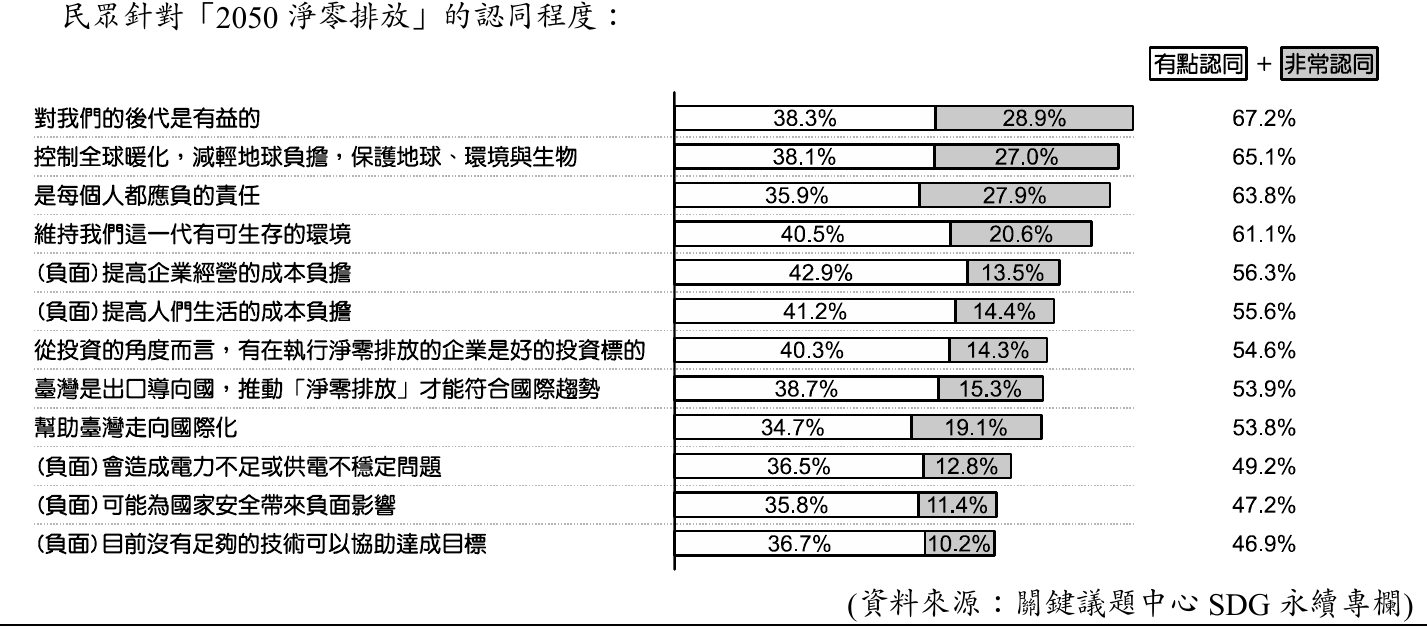 民眾針對「2050 淨零排放」的認同程度：
有點認同 + 非常認同
對我們的後代是有益的 38.3% 28.9% 67.2%
控制全球暖化，減輕地球負擔，保護地球、環境與生物 38.1% 27.0% 65.1%
是每個人都應負的責任 35.9% 27.9% 63.8%
維持我們這一代有可生存的環境 40.5% 20.6% 61.1%
(負面)提高企業經營的成本負擔 42.9% 13.5% 56.3%
(負面)提高人們生活的成本負擔 41.2% 14.4% 55.6%
從投資的角度而言，有在執行淨零排放的企業是好的投資標的 40.3% 14.3% 54.6%
臺灣是出口導向國，推動「淨零排放」才能符合國際趨勢 38.7% 15.3% 53.9%
幫助臺灣走向國際化 34.7% 19.1% 53.8%
(負面)會造成電力不足或供電不穩定問題 36.5% 12.8% 49.2%
(負面)可能為國家安全帶來負面影響 35.8% 11.4% 47.2%
(負面)目前沒有足夠的技術可以協助達成目標 36.7% 10.2% 46.9%
(資料來源：關鍵議題中心 SDG 永續專欄)